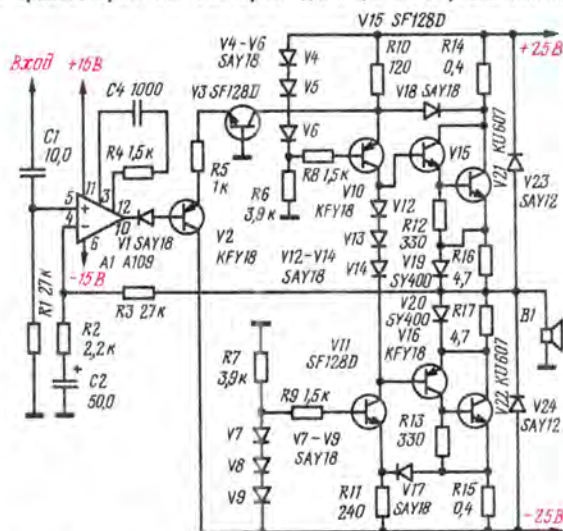 V15 SF128D
+25В
Вход
+15В
V4-V6
SAY18
V4
R10
120
R14
0,4
C4 1000
V3 SF128D
V5
V18 SAY18
C1
10,0
R4 1,5к
V6
R5
1к
R8 1,5к
V15
V21 KU607
V23
SAY12
5
4
11
3
12
10
6
+
-
R6
3,9к
V10
KFY18
V1 SAY18
V2
KFY18
A1 A109
V12
R12
330
-15В
V12-V14
SAY18
V13
V14
V19
SY400
R16
4,7
R1 27к
R3 27к
R2
2,2к
V20
SY400
V16
KFY18
R17
4,7
B1
V11
SF128D
R7
3,9к
+
C2
50,0
R9 1,5к
V22 KU607
V24
SAY12
V7
V7-V9
SAY18
R13
330
V8
V9
R11
240
V17
SAY18
R15
0,4
-25В